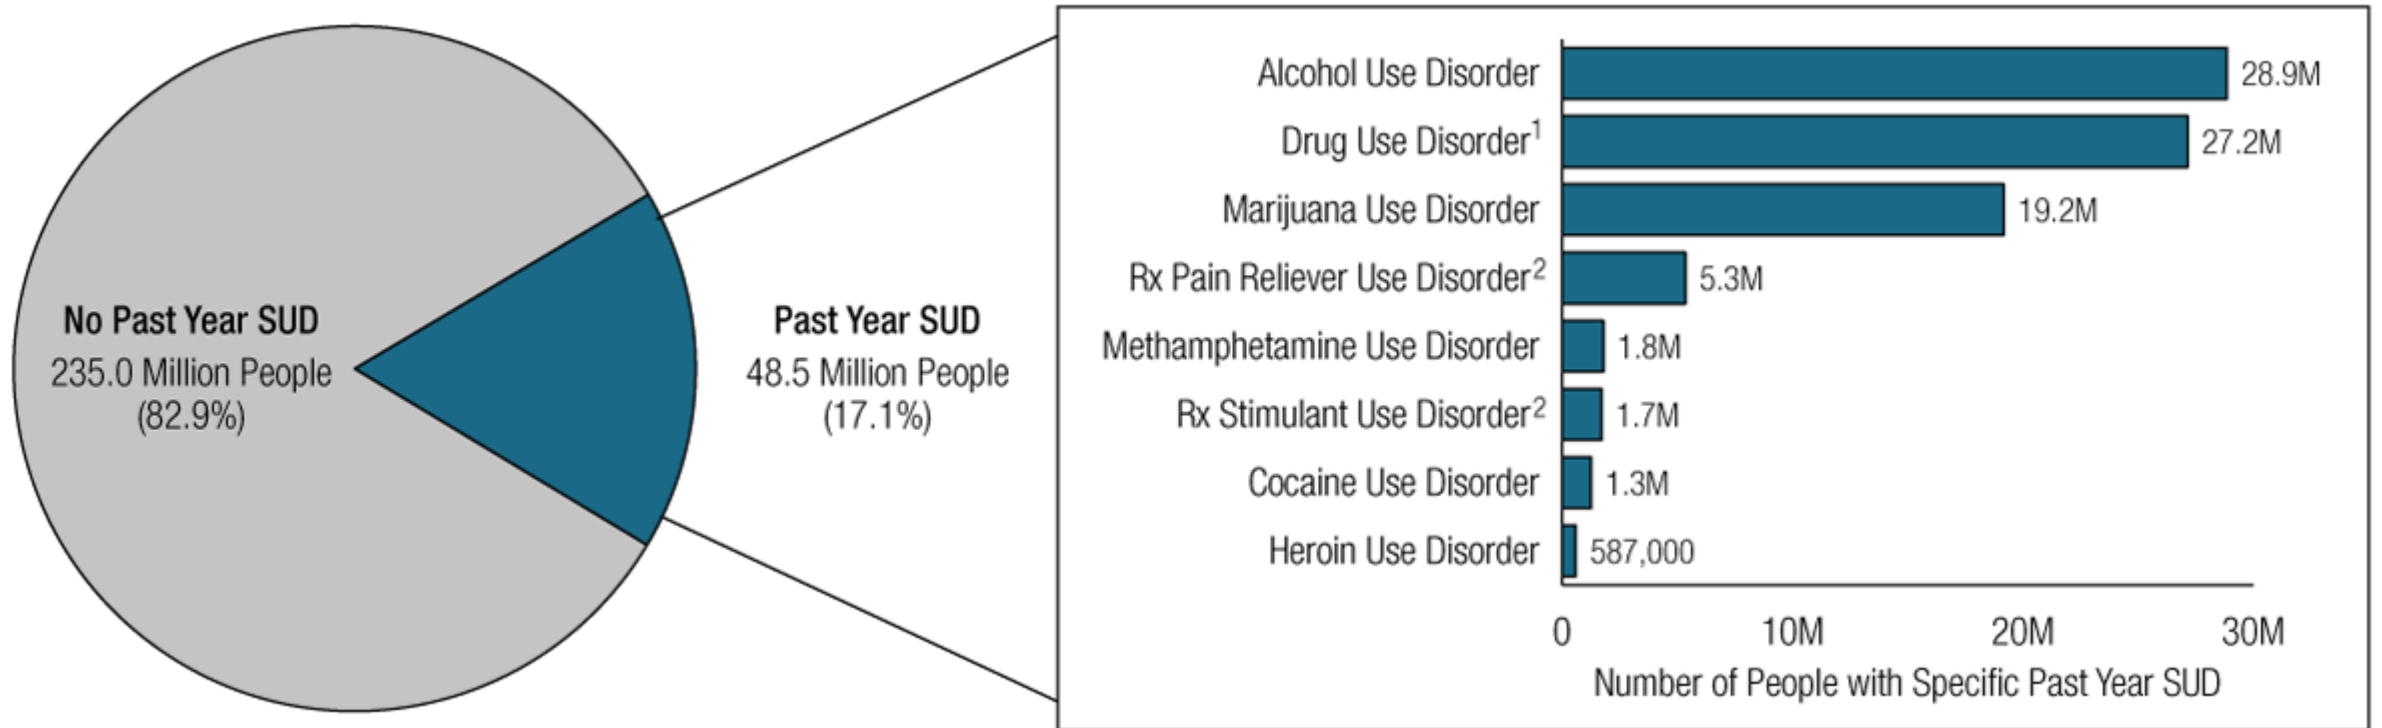 No Past Year SUD
235.0 Million People
(82.9%)
Past Year SUD
48.5 Million People
(17.1%)
Alcohol Use Disorder 28.9M
Drug Use Disorder¹ 27.2M
Marijuana Use Disorder 19.2M
Rx Pain Reliever Use Disorder² 5.3M
Methamphetamine Use Disorder 1.8M
Rx Stimulant Use Disorder² 1.7M
Cocaine Use Disorder 1.3M
Heroin Use Disorder 587,000
0 10M 20M 30M
Number of People with Specific Past Year SUD